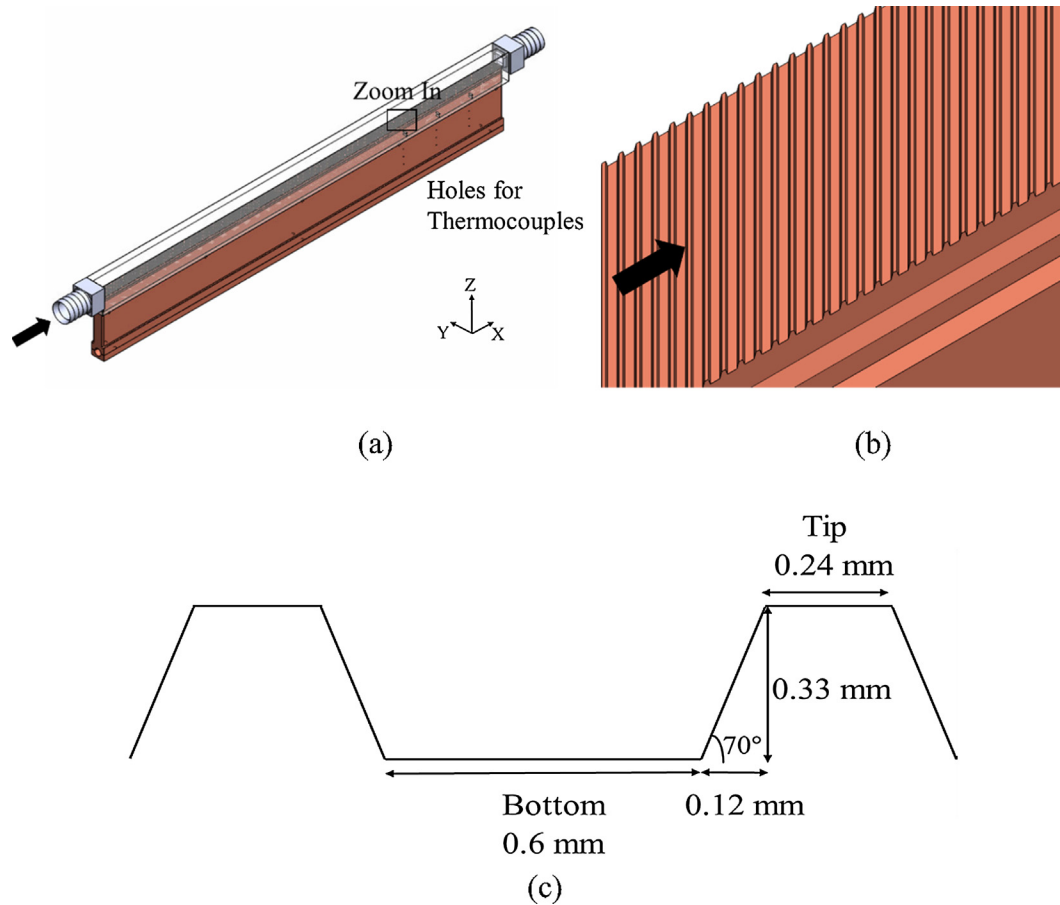 Zoom In
Holes for
Thermocouples
Z
Y
X
(a)
(b)
Tip
0.24 mm
0.33 mm
70°
Bottom
0.12 mm
0.6 mm
(c)